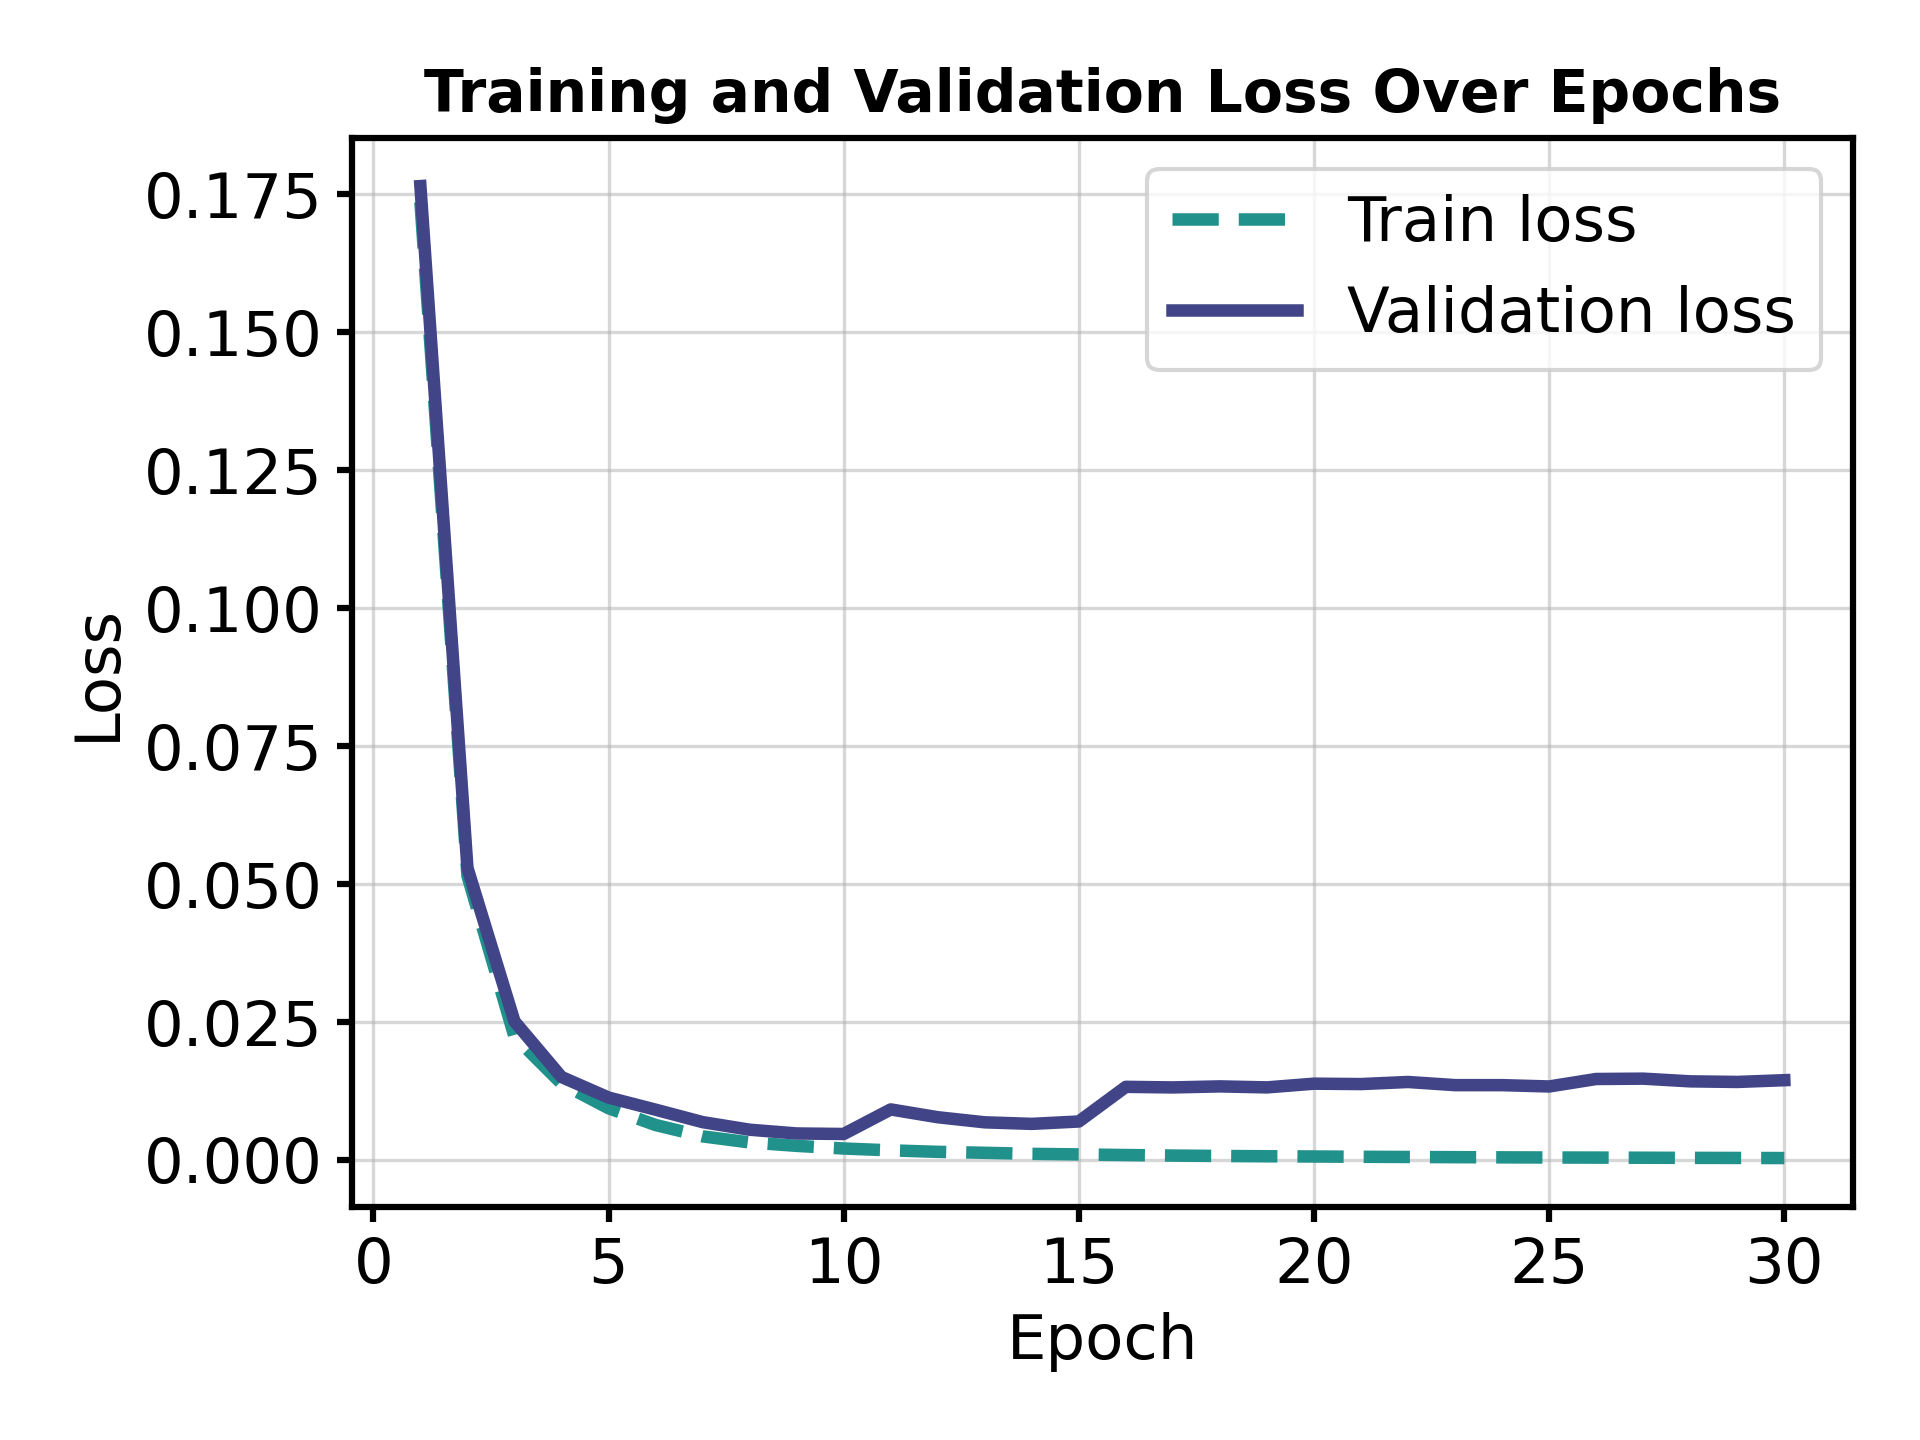 Training and Validation Loss Over Epochs
Train loss
Validation loss
0.175
0.150
0.125
0.100
0.075
0.050
0.025
0.000
Loss
0 5 10 15 20 25 30
Epoch